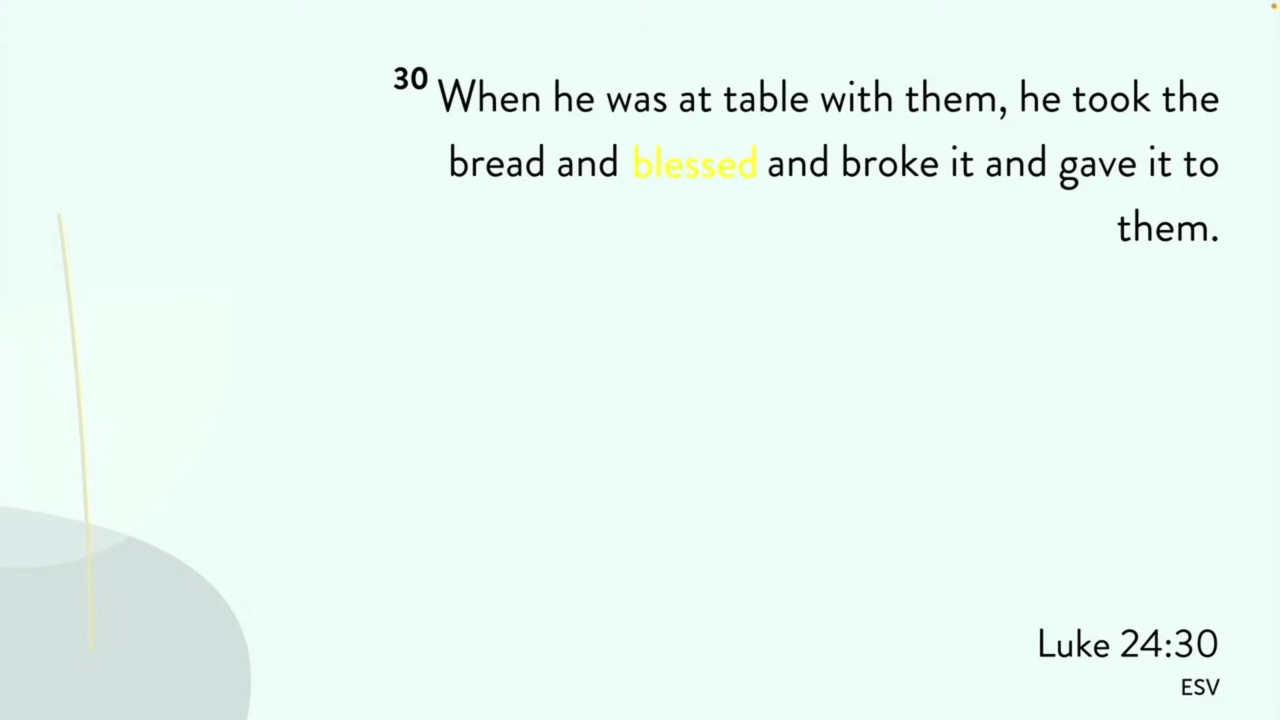 30 When he was at table with them, he took the
bread and blessed and broke it and gave it to
them.
Luke 24:30
ESV